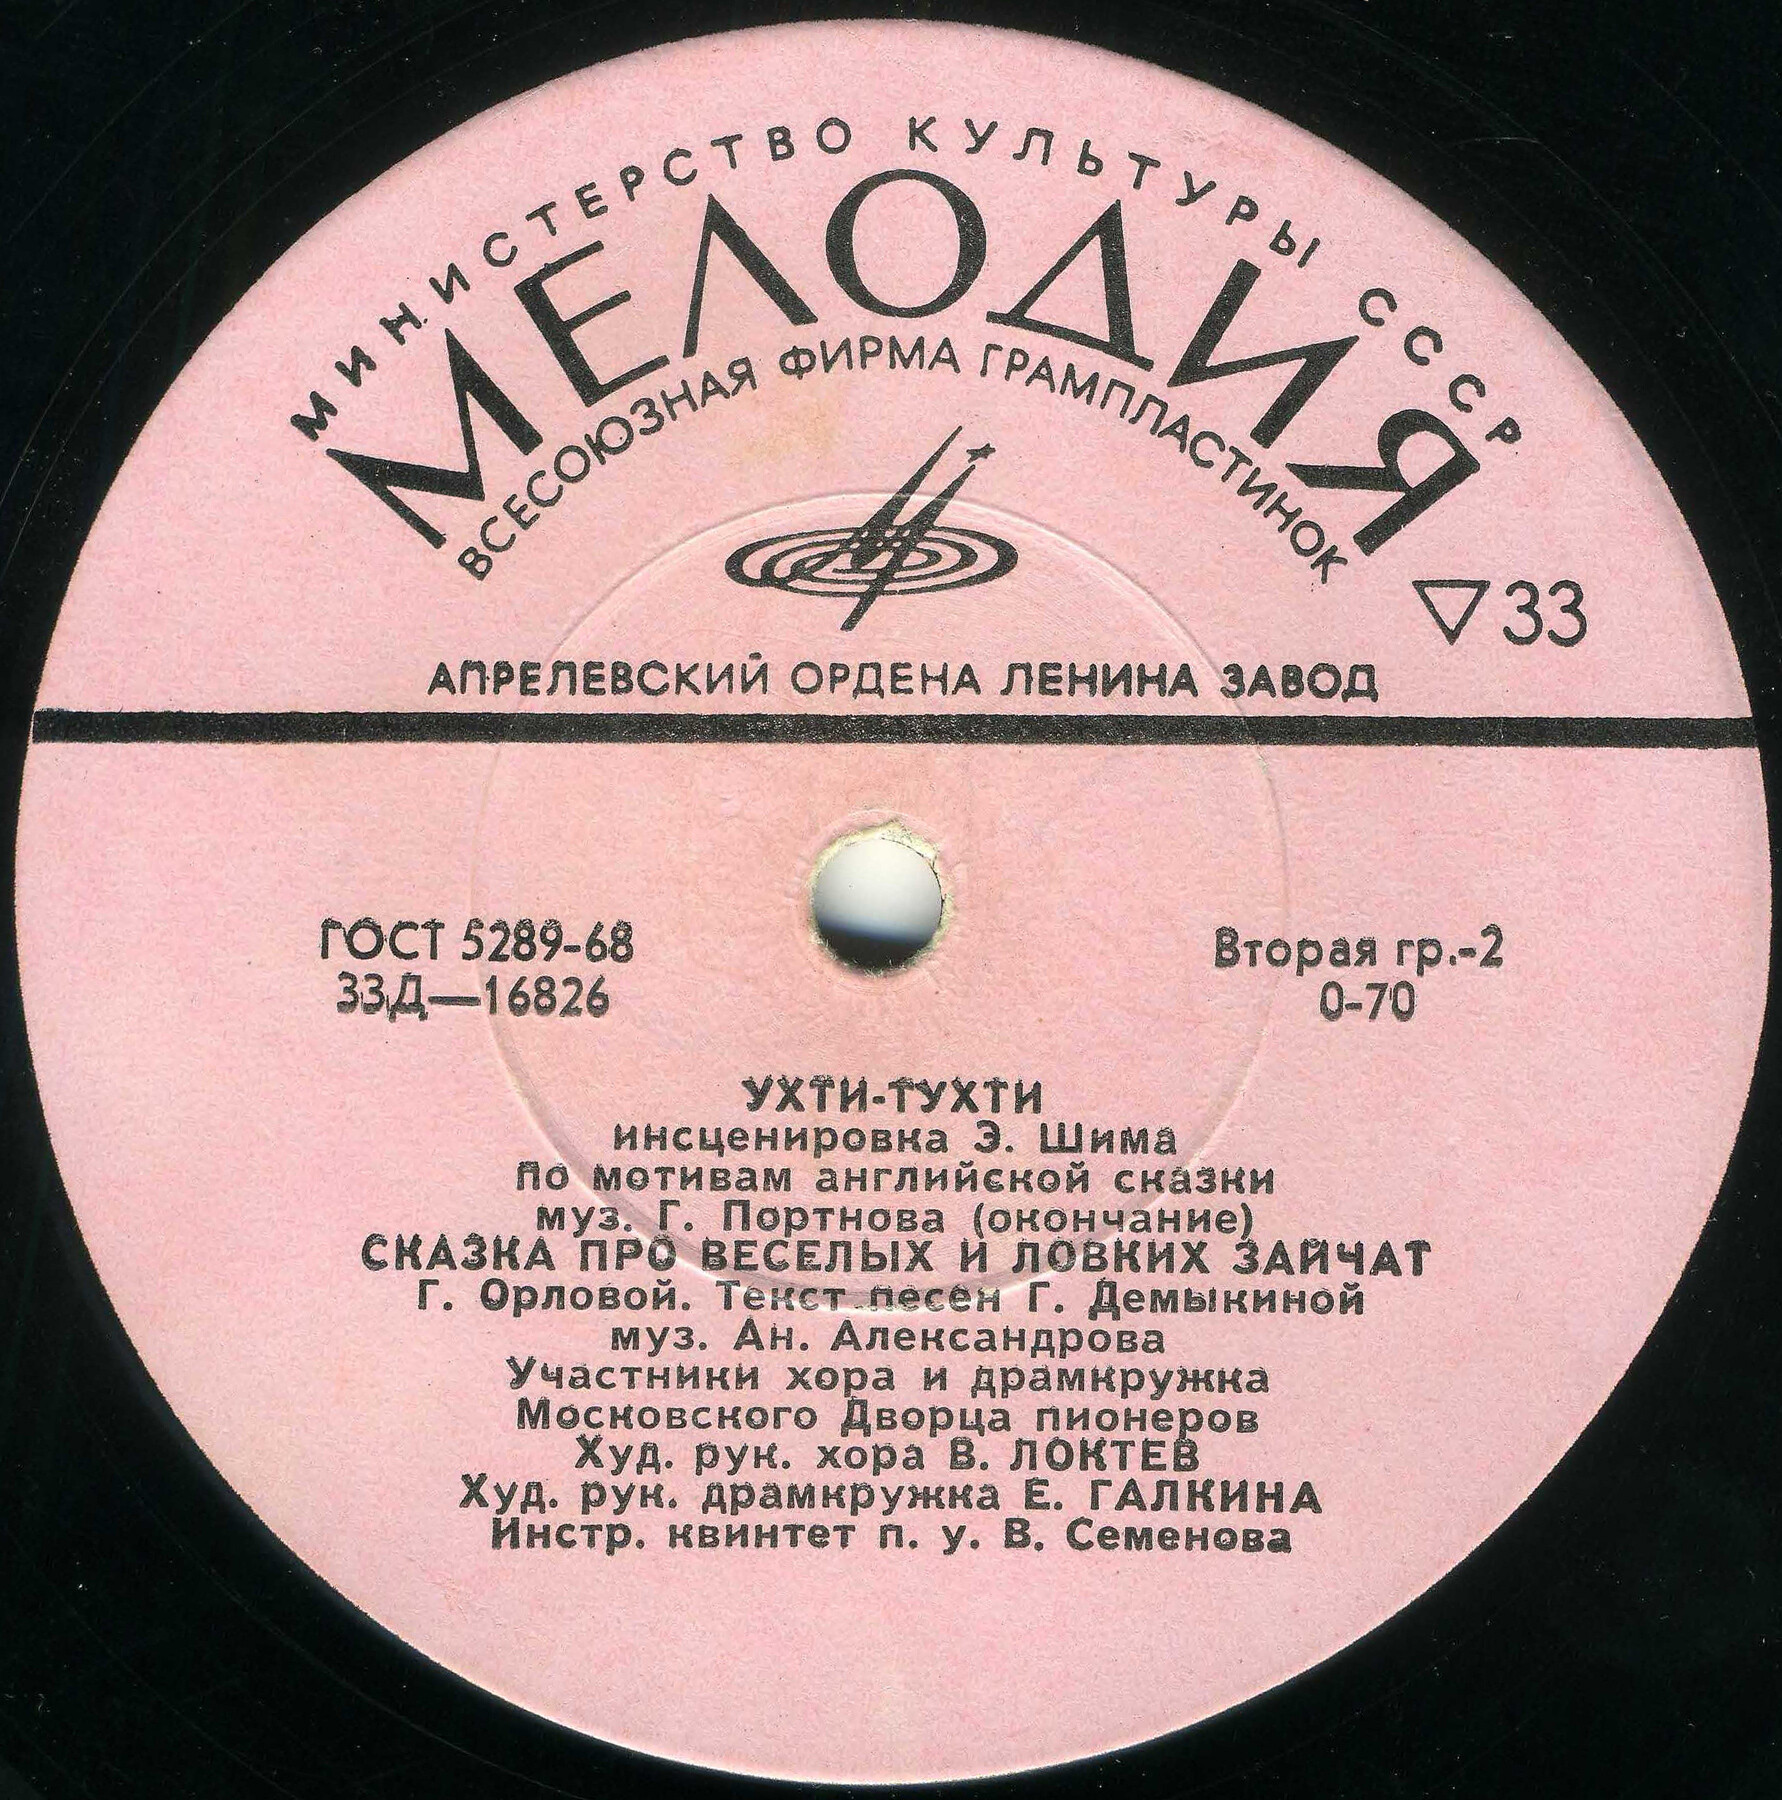 МИНИСТЕРСТВО КУЛЬТУРЫ СССР
МЕЛОДИЯ
ВСЕСОЮЗНАЯ ФИРМА ГРАМПЛАСТИНОК
▽33
АПРЕЛЕВСКИЙ ОРДЕНА ЛЕНИНА ЗАВОД
ГОСТ 5289-68
33Д—16826
Вторая гр.-2
0-70
УХТИ-ТУХТИ
инсценировка Э. Шима
по мотивам английской сказки
муз. Г. Портнова (окончание)
СКАЗКА ПРО ВЕСЕЛЫХ И ЛОВКИХ ЗАЙЧАТ
Г. Орловой. Текст песен Г. Демыкиной
муз. Ан. Александрова
Участники хора и драмкружка
Московского Дворца пионеров
Худ. рук. хора В. ЛОКТЕВ
Худ. рук. драмкружка Е. ГАЛКИНА
Инстр. квинтет п. у. В. Семенова